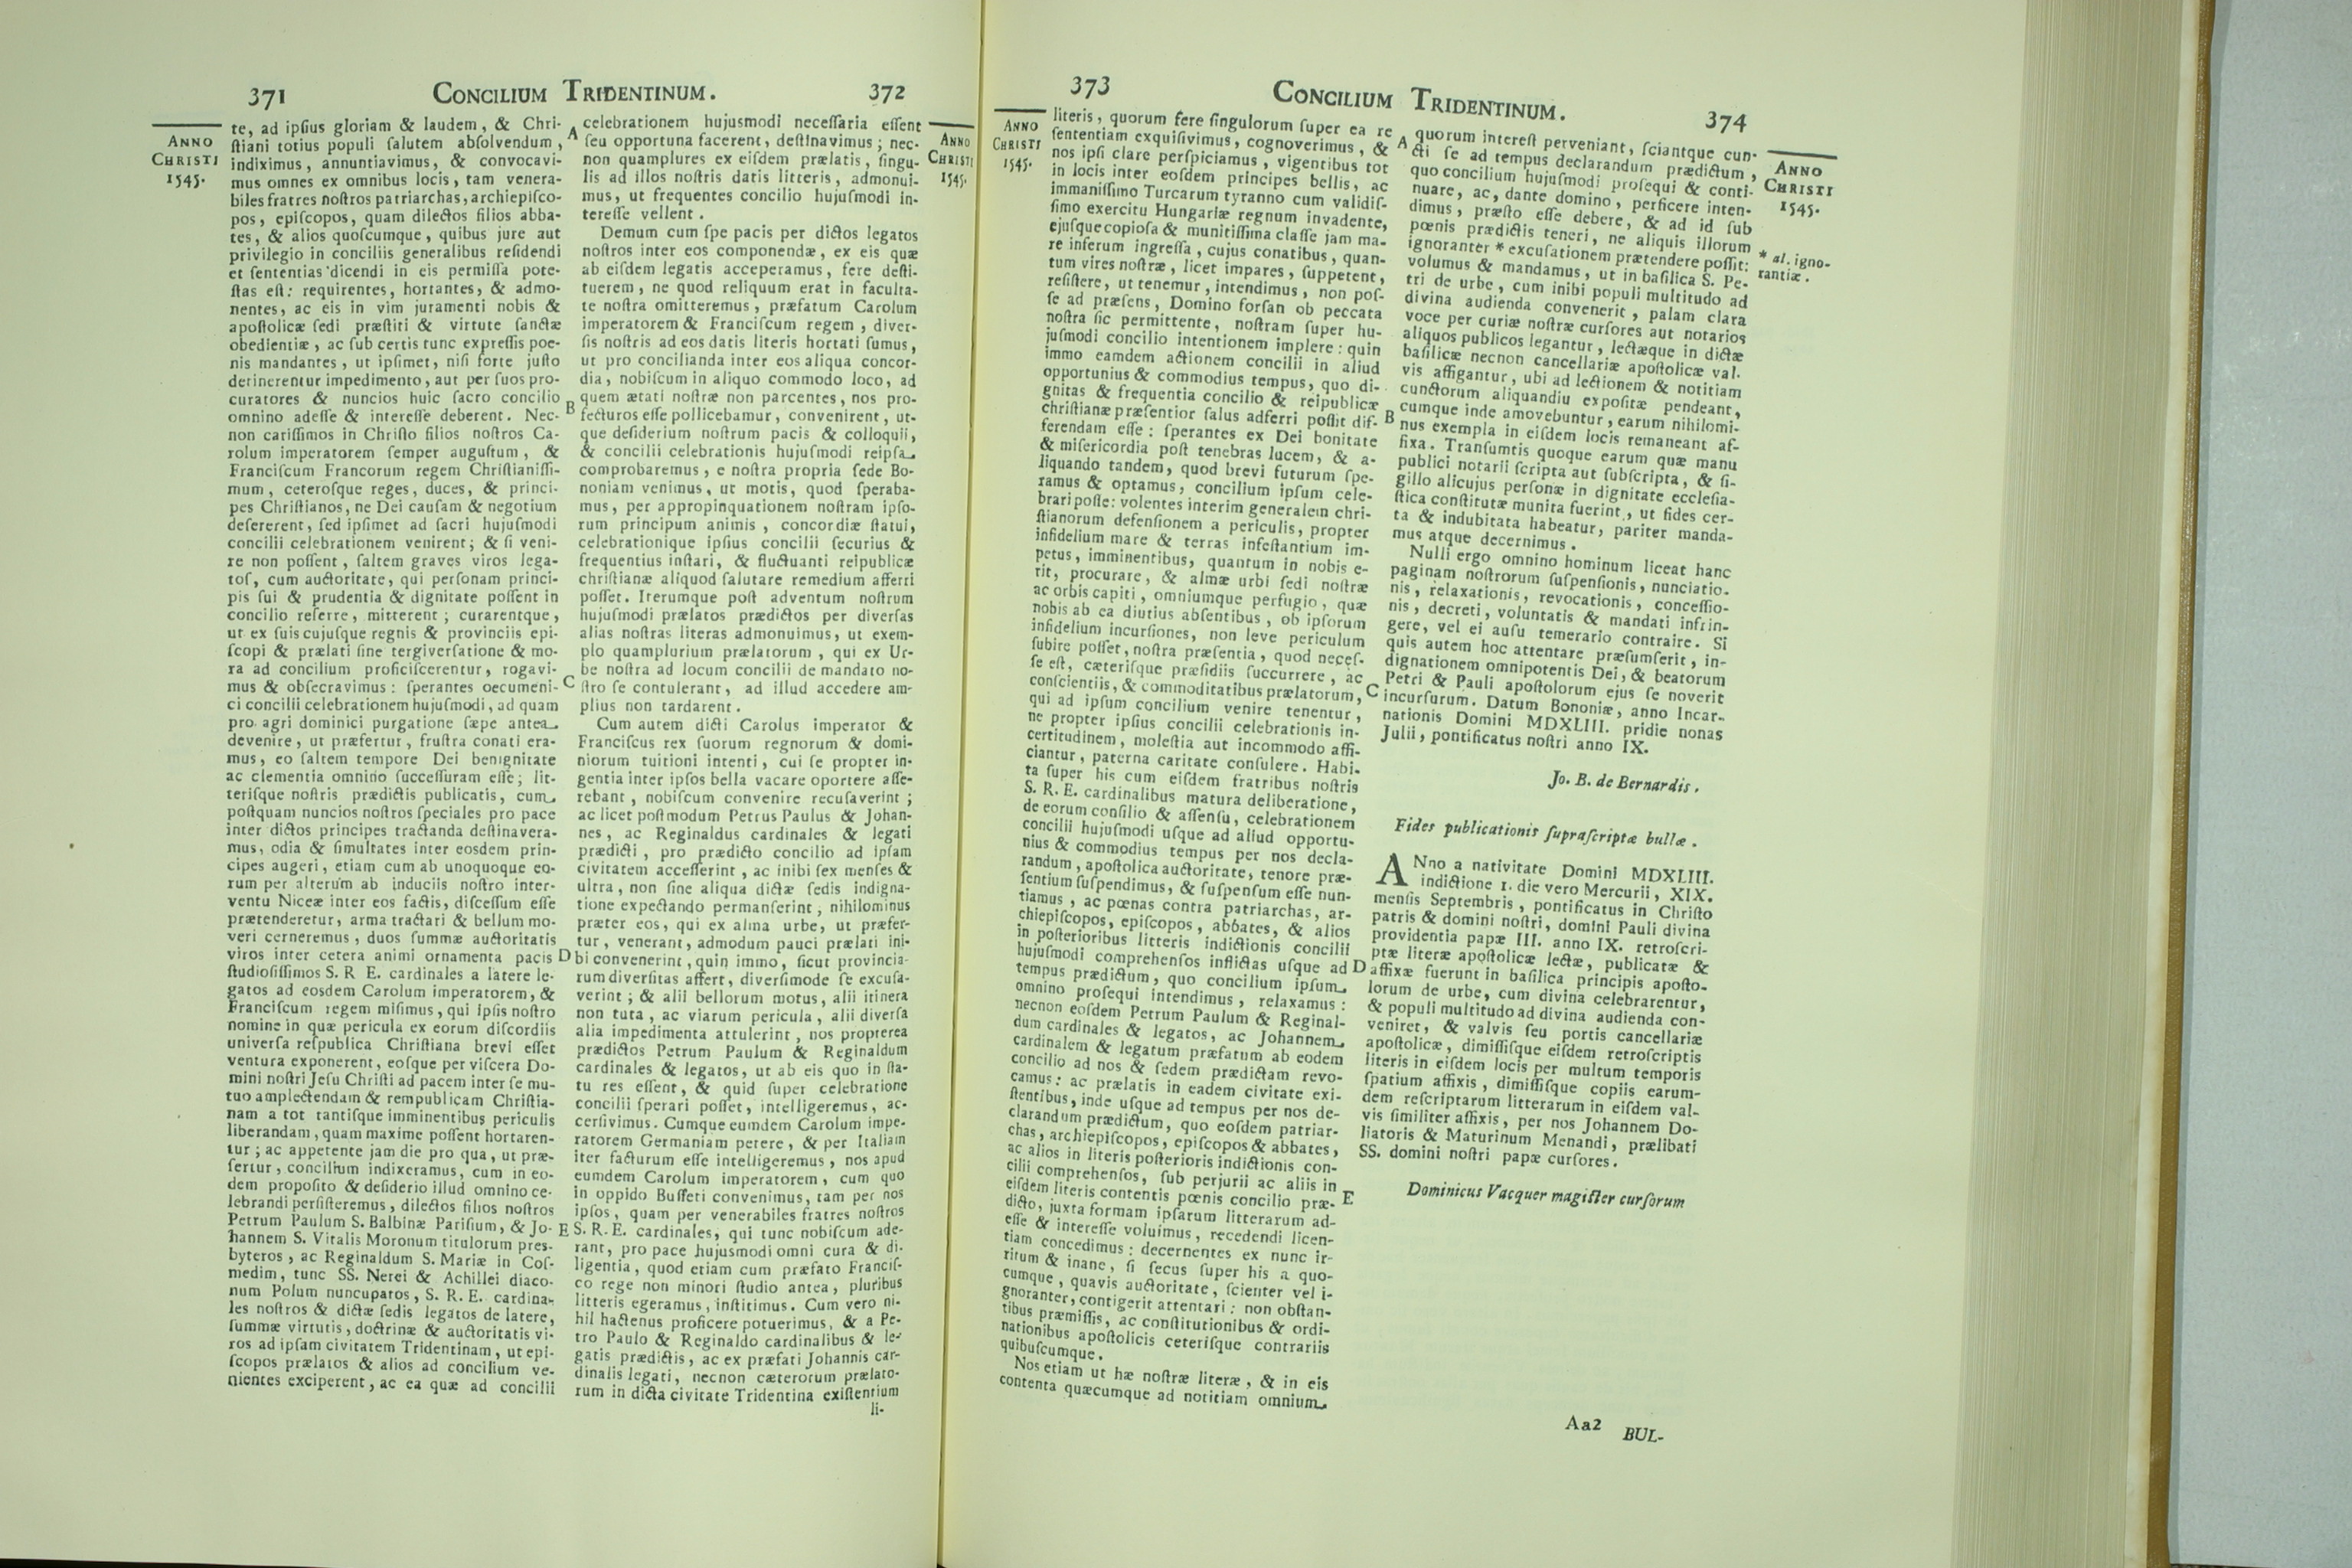 371
CONCILIUM TRIDENTINUM.
372
ANNO
CHRISTI
1545.
te, ad ipſius gloriam & laudem, & Chri-
ſtiani totius populi ſalutem abſolvendum,
indiximus, annuntiavimus, & convocavi-
mus omnes ex omnibus locis, tam venera-
biles fratres noſtros patriarchas, archiepiſco-
pos, epiſcopos, quam dilectos filios abba-
tes, & alios quoſcumque, quibus jure aut
privilegio in conciliis generalibus reſidendi
et ſententias dicendi in eis permiſſa pote-
ſtas eſt: requirentes, hortantes, & admo-
nentes, ac eis in vim juramenti nobis &
apoſtolicæ ſedi præſtiti & virtute ſanctæ
obedientiæ, ac ſub certis tunc expreſſis poe-
nis mandantes, ut ipſimet, niſi forte juſto
detinerentur impedimento, aut per ſuos pro-
curatores & nuncios huic ſacro concilio
omnino adeſſe & intereſſe deberent. Nec-
non cariſſimos in Chriſto filios noſtros Ca-
rolum imperatorem ſemper auguſtum, &
Franciſcum Francorum regem Chriſtianiſſi-
mum, ceteroſque reges, duces, & princi-
pes Chriſtianos, ne Dei cauſam & negotium
deſererent, ſed ipſimet ad ſacri hujuſmodi
concilii celebrationem venirent; & ſi veni-
re non poſſent, ſaltem graves viros lega-
toſ, cum auctoritate, qui perſonam princi-
pis ſui & prudentia & dignitate poſſent in
concilio referre, mitterent; curarentque,
ut ex ſuis cujuſque regnis & provinciis epi-
ſcopi & prælati ſine tergiverſatione & mo-
ra ad concilium proficiſcerentur, rogavi-
mus & obſecravimus: ſperantes oecumeni-
ci concilii celebrationem hujuſmodi, ad quam
pro agri dominici purgatione ſæpe antea
devenire, ut præfertur, fruſtra conati era-
mus, eo ſaltem tempore Dei benignitate
ac clementia omnino ſucceſſuram eſſe; lit-
teriſque noſtris prædictis publicatis, cum
poſtquam nuncios noſtros ſpeciales pro pace
inter dictos principes tractanda deſtinavera-
mus, odia & ſimultates inter eosdem prin-
cipes augeri, etiam cum ab unoquoque eo-
rum per alterum ab induciis noſtro inter-
ventu Niceæ inter eos factis, diſceſſum eſſe
prætenderetur, arma tractari & bellum mo-
veri cerneremus, duos ſummæ auctoritatis
viros inter cetera animi ornamenta pacis
ſtudioſiſſimos S. R E. cardinales a latere le-
gatos ad eosdem Carolum imperatorem, &
Franciſcum regem miſimus, qui ipſis noſtro
nomine in quæ pericula ex eorum diſcordiis
univerſa reſpublica Chriſtiana brevi eſſet
ventura exponerent, eoſque per viſcera Do-
mini noſtri Jeſu Chriſti ad pacem inter ſe mu-
tuo amplectendam & rempublicam Chriſtia-
nam a tot tantiſque imminentibus periculis
liberandam, quam maxime poſſent hortaren-
tur; ac appetente jam die pro qua, ut præ-
fertur, concilium indixeramus, cum in eo-
dem propoſito & deſiderio illud omnino ce-
lebrandi perſiſteremus, dilectos filios noſtros
Petrum Paulum S. Balbinæ Pariſium, & Jo-
hannem S. Vitalis Moronum titulorum pres-
byteros, ac Reginaldum S. Mariæ in Coſ-
medim, tunc SS. Nerei & Achillei diaco-
num Polum nuncupatos, S. R. E. cardina-
les noſtros & dictæ ſedis legatos de latere,
ſummæ virtutis, doctrinæ & auctoritatis vi-
ros ad ipſam civitatem Tridentinam, ut epi-
ſcopos prælatos & alios ad concilium ve-
nientes exciperent, ac ea quæ ad concilii
A
B
C
D
E
celebrationem hujusmodi neceſſaria eſſent
ſeu opportuna facerent, deſtinavimus; nec-
non quamplures ex eiſdem prælatis, ſingu-
lis ad illos noſtris datis litteris, admonui-
mus, ut frequentes concilio hujuſmodi in-
tereſſe vellent.
Demum cum ſpe pacis per dictos legatos
noſtros inter eos componendæ, ex eis quæ
ab eiſdem legatis acceperamus, fere deſti-
tuerem, ne quod reliquum erat in faculta-
te noſtra omitteremus, præfatum Carolum
imperatorem & Franciſcum regem, diver-
ſis noſtris ad eos datis literis hortati ſumus,
ut pro concilianda inter eos aliqua concor-
dia, nobiſcum in aliquo commodo loco, ad
quem ætati noſtræ non parcentes, nos pro-
fecturos eſſe pollicebamur, convenirent, ut-
que deſiderium noſtrum pacis & colloquii,
& concilii celebrationis hujuſmodi reipſa
comprobaremus, e noſtra propria ſede Bo-
noniam venimus, ut motis, quod ſperaba-
mus, per appropinquationem noſtram ipſo-
rum principum animis, concordiæ ſtatui,
celebrationique ipſius concilii ſecurius &
frequentius inſtari, & fluctuanti reipublicæ
chriſtianæ aliquod ſalutare remedium afferri
poſſet. Iterumque poſt adventum noſtrum
hujuſmodi prælatos prædictos per diverſas
alias noſtras literas admonuimus, ut exem-
plo quamplurium prælatorum, qui ex Ur-
be noſtra ad locum concilii de mandato no-
ſtro ſe contulerant, ad illud accedere am-
plius non tardarent.
Cum autem dicti Carolus imperator &
Franciſcus rex ſuorum regnorum & domi-
niorum tuitioni intenti, cui ſe propter in-
gentia inter ipſos bella vacare oportere aſſe-
rebant, nobiſcum convenire recuſaverint;
ac licet poſtmodum Petrus Paulus & Johan-
nes, ac Reginaldus cardinales & legati
prædicti, pro prædicto concilio ad ipſam
civitatem acceſſerint, ac inibi ſex menſes &
ultra, non ſine aliqua dictæ ſedis indigna-
tione expectando permanſerint, nihilominus
præter eos, qui ex alma urbe, ut præfer-
tur, venerant, admodum pauci prælati ini-
bi convenerint, quin immo, ſicut provincia-
rum diverſitas affert, diverſimode ſe excuſa-
verint; & alii bellorum motus, alii itinera
non tuta, ac viarum pericula, alii diverſa
alia impedimenta attulerint, nos propterea
prædictos Petrum Paulum & Reginaldum
cardinales & legatos, ut ab eis quo in ſta-
tu res eſſent, & quid ſuper celebratione
concilii ſperari poſſet, intelligeremus, ac-
cerſivimus. Cumque eumdem Carolum impe-
ratorem Germaniam petere, & per Italiam
iter facturum eſſe intelligeremus, nos apud
eumdem Carolum imperatorem, cum quo
in oppido Buſſeti convenimus, tam per nos
ipſos, quam per venerabiles fratres noſtros
S. R. E. cardinales, qui tunc nobiſcum ade-
rant, pro pace hujusmodi omni cura & di-
ligentia, quod etiam cum præfato Franciſ-
co rege non minori ſtudio antea, pluribus
litteris egeramus, inſtitimus. Cum vero ni-
hil hactenus proficere potuerimus, & a Pe-
tro Paulo & Reginaldo cardinalibus & le-
gatis prædictis, ac ex præfati Johannis car-
dinalis legati, necnon cæterorum prælato-
rum in dicta civitate Tridentina exiſtentium
li-
ANNO
CHRISTI
1545.
373
CONCILIUM TRIDENTINUM.
374
ANNO
CHRISTI
1545.
literis, quorum fere ſingulorum ſuper ea re
ſententiam exquiſivimus, cognoverimus, &
nos ipſi clare perſpiciamus, vigentibus tot
in locis inter eoſdem principes bellis, ac
immaniſſimo Turcarum tyranno cum validiſ-
ſimo exercitu Hungariæ regnum invadente,
ejuſque copioſa & munitiſſima claſſe jam ma-
re inferum ingreſſa, cujus conatibus, quan-
tum vires noſtræ, licet impares, ſuppetent,
reſiſtere, ut tenemur, intendimus, non poſ-
ſe ad præſens, Domino forſan ob peccata
noſtra ſic permittente, noſtram ſuper hu-
juſmodi concilio intentionem implere: quin
immo eamdem actionem concilii in aliud
opportunius & commodius tempus, quo di-
gnitas & frequentia concilio & reipublicæ
chriſtianæ præſentior ſalus adferri poſſit dif-
ferendam eſſe: ſperantes ex Dei bonitate
& miſericordia poſt tenebras lucem, & a-
liquando tandem, quod brevi futurum ſpe-
ramus & optamus, concilium ipſum cele-
brari poſſe: volentes interim generalem chri-
ſtianorum defenſionem a periculis, propter
infidelium mare & terras infeſtantium im-
petus, imminentibus, quantum in nobis e-
rit, procurare, & almæ urbi ſedi noſtræ
ac orbis capiti, omniumque perfugio, quæ
nobis ab ea diutius abſentibus, ob ipſorum
infidelium incurſiones, non leve periculum
ſubire poſſet, noſtra præſentia, quod neceſ-
ſe eſt, cæteriſque præſidiis ſuccurrere, ac
conſcientiis, & commoditatibus prælatorum,
qui ad ipſum concilium venire tenentur,
ne propter ipſius concilii celebrationis in-
certitudinem, moleſtia aut incommodo affi-
ciantur, paterna caritate conſulere. Habi-
ta ſuper his cum eiſdem fratribus noſtris
S. R. E. cardinalibus matura deliberatione,
de eorum conſilio & aſſenſu, celebrationem
concilii hujuſmodi uſque ad aliud opportu-
nius & commodius tempus per nos decla-
randum, apoſtolica auctoritate, tenore præ-
ſentium ſuſpendimus, & ſuſpenſum eſſe nun-
tiamus, ac pœnas contra patriarchas, ar-
chiepiſcopos, epiſcopos, abbates, & alios
in poſterioribus litteris indictionis concilii
hujuſmodi comprehenſos inflictas uſque ad
tempus prædictum, quo concilium ipſum
omnino proſequi intendimus, relaxamus:
necnon eoſdem Petrum Paulum & Reginal-
dum cardinales & legatos, ac Johannem
cardinalem & legatum præfatum ab eodem
concilio ad nos & ſedem prædictam revo-
camus: ac prælatis in eadem civitate exi-
ſtentibus, inde uſque ad tempus per nos de-
clarandum prædictum, quo eoſdem patriar-
chas, archiepiſcopos, epiſcopos & abbates,
ac alios in literis poſterioris indictionis con-
cilii comprehenſos, ſub perjurii ac aliis in
eiſdem literis contentis pœnis concilio præ-
dicto, juxta formam ipſarum litterarum ad-
eſſe & intereſſe voluimus, recedendi licen-
tiam concedimus: decernentes ex nunc ir-
ritum & inane, ſi ſecus ſuper his a quo-
cumque, quavis auctoritate, ſcienter vel i-
gnoranter, contigerit attentari: non obſtan-
tibus præmiſſis, ac conſtitutionibus & ordi-
nationibus apoſtolicis ceteriſque contrariis
quibuſcumque.
Nos etiam ut hæ noſtræ literæ, & in eis
contenta quæcumque ad notitiam omnium
A
B
C
D
E
quorum intereſt perveniant, ſciantque cun-
cti ſe ad tempus declarandum prædictum,
quo concilium hujuſmodi proſequi & conti-
nuare, ac, dante domino, perficere inten-
dimus, præſto eſſe debere, & ad id ſub
pœnis prædictis teneri, ne aliquis illorum
ignoranter * excuſationem prætendere poſſit:
volumus & mandamus, ut in baſilica S. Pe-
tri de urbe, cum inibi populi multitudo ad
divina audienda convenerit, palam clara
voce per curiæ noſtræ curſores aut notarios
aliquos publicos legantur, lectæque in dictæ
baſilicæ necnon cancellariæ apoſtolicæ val-
vis affigantur, ubi ad lectionem & notitiam
cunctorum aliquandiu expoſitæ pendeant,
cumque inde amovebuntur, earum nihilomi-
nus exempla in eiſdem locis remaneant af-
fixa. Tranſumtis quoque earum quæ manu
publici notarii ſcripta aut ſubſcripta, & ſi-
gillo alicujus perſonæ in dignitate eccleſia-
ſtica conſtitutæ munita fuerint, ut fides cer-
ta & indubitata habeatur, pariter manda-
mus atque decernimus.
Nulli ergo omnino hominum liceat hanc
paginam noſtrorum ſuſpenſionis, nunciatio-
nis, relaxationis, revocationis, conceſſio-
nis, decreti, voluntatis & mandati infrin-
gere, vel ei auſu temerario contraire. Si
quis autem hoc attentare præſumſerit, in-
dignationem omnipotentis Dei, & beatorum
Petri & Pauli apoſtolorum ejus ſe noverit
incurſurum. Datum Bononiæ, anno Incar-
nationis Domini MDXLIII. pridie nonas
Julii, pontificatus noſtri anno IX.
Jo. B. de Bernardis.
Fides publicationis ſupraſcriptæ bullæ.
ANno a nativitate Domini MDXLIII.
indictione 1. die vero Mercurii, XIX.
menſis Septembris, pontificatus in Chriſto
patris & domini noſtri, domini Pauli divina
providentia papæ III. anno IX. retroſcri-
ptæ literæ apoſtolicæ lectæ, publicatæ &
affixæ fuerunt in baſilica principis apoſto-
lorum de urbe, cum divina celebrarentur,
& populi multitudo ad divina audienda con-
veniret, & valvis ſeu portis cancellariæ
apoſtolicæ, dimiſſiſque eiſdem retroſcriptis
literis in eiſdem locis per multum temporis
ſpatium affixis, dimiſſiſque copiis earum-
dem reſcriptarum litterarum in eiſdem val-
vis ſimiliter affixis, per nos Johannem Do-
liatoris & Maturinum Menandi, prælibati
SS. domini noſtri papæ curſores.
Dominicus Vacquer magiſter curſorum
ANNO
CHRISTI
1545.
* al. igno-
rantiæ.
Aa2
BUL-